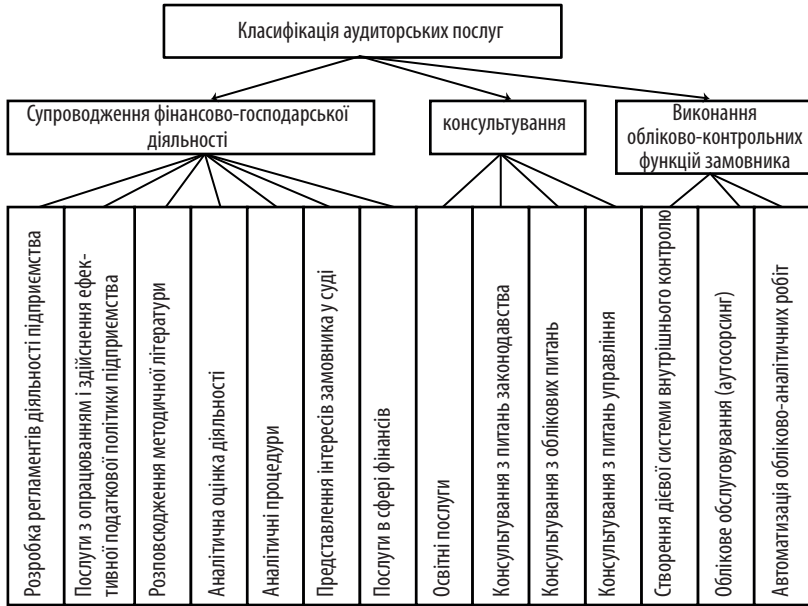 Класифікація аудиторських послуг
Супроводження фінансово-господарської
діяльності
консультування
Виконання
обліково-контрольних
функцій замовника
Розробка регламентів діяльності підприємства
Послуги з опрацюванням і здійснення ефек-
тивної податкової політики підприємства
Розповсюдження методичної літератури
Аналітична оцінка діяльності
Аналітичні процедури
Представлення інтересів замовника у суді
Послуги в сфері фінансів
Освітні послуги
Консультування з питань законодавства
Консультування з облікових питань
Консультування з питань управління
Створення дієвої системи внутрішнього контролю
Облікове обслуговування (аутосорсинг)
Автоматизація обліково-аналітичних робіт